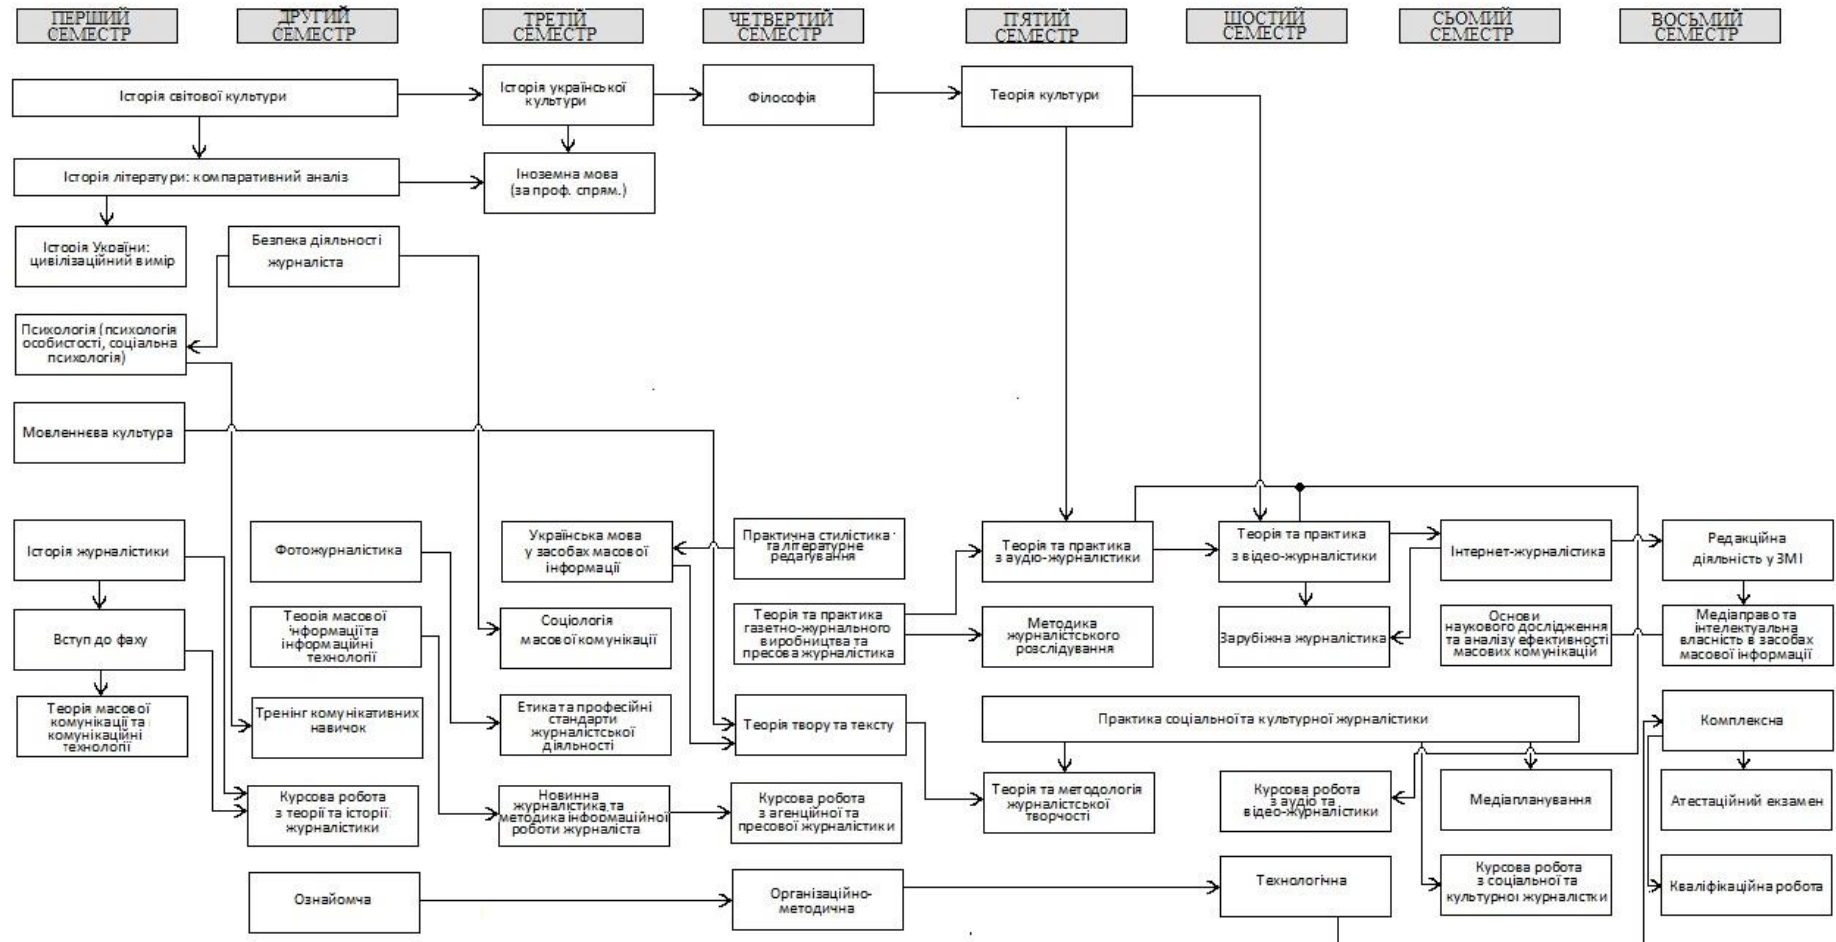 ПЕРШИЙ
СЕМЕСТР
ДРУГИЙ
СЕМЕСТР
ТРЕТІЙ
СЕМЕСТР
ЧЕТВЕРТИЙ
СЕМЕСТР
П'ЯТИЙ
СЕМЕСТР
ШОСТИЙ
СЕМЕСТР
СЬОМИЙ
СЕМЕСТР
ВОСЬМИЙ
СЕМЕСТР
Історія світової культури
Історія української
культури
Філософія
Теорія культури
Історія літератури: компаративний аналіз
Іноземна мова
(за проф. спрям.)
Історія України:
цивілізаційний вимір
Безпека діяльності
журналіста
Психологія (психологія
особистості, соціальна
психологія)
Мовленнєва культура
Історія журналістики
Фотожурналістика
Українська мова
у засобах масової
інформації
Практична стилістика
та літературне
редагування
Теорія та практика
з аудіо-журналістики
Теорія та практика
з відео-журналістики
Інтернет-журналістика
Редакційна
діяльність у ЗМІ
Вступ до фаху
Теорія масової
інформації та
інформаційні
технології
Соціологія
масової комунікації
Теорія та практика
газетно-журнального
виробництва та
пресова журналістика
Методика
журналістського
розслідування
Зарубіжна журналістика
Основи
наукового дослідження
та аналізу ефективності
масових комунікацій
Медіаправо та
інтелектуальна
власність в засобах
масової інформації
Теорія масової
комунікації та
комунікаційні
технології
Тренінг комунікативних
навичок
Етика та професійні
стандарти
журналістської
діяльності
Теорія твору та тексту
Практика соціальної та культурної журналістики
Комплексна
Курсова робота
з теорії та історії
журналістики
Новинна
журналістика та
методика інформаційної
роботи журналіста
Курсова робота
з агенційної та
пресової журналістики
Теорія та методологія
журналістської
творчості
Курсова робота
з аудіо та
відео-журналістики
Медіапланування
Атестаційний екзамен
Ознайомча
Організаційно-
методична
Технологічна
Курсова робота
з соціальної та
культурної журналістки
Кваліфікаційна робота